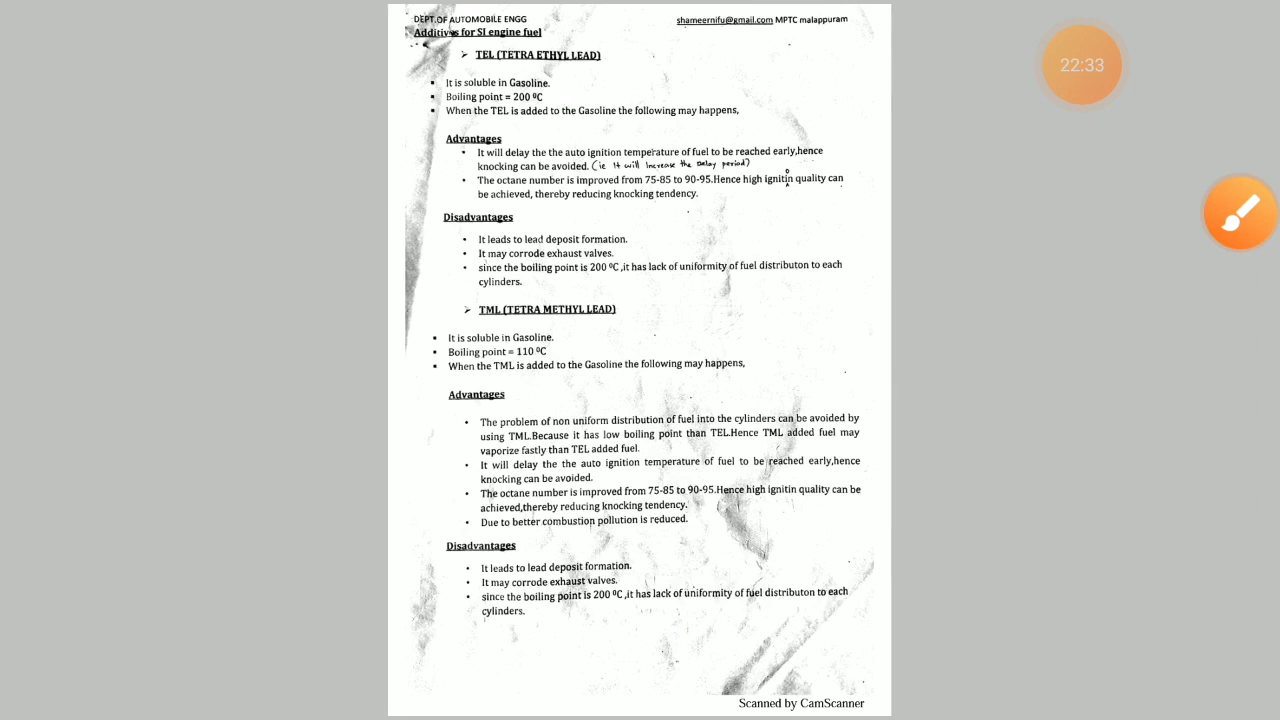 DEPT.OF AUTOMOBILE ENGG shameernifu@gmail.com MPTC malappuram
Additives for SI engine fuel
➢ TEL (TETRA ETHYL LEAD)
▪ It is soluble in Gasoline.
▪ Boiling point = 200 ⁰C
▪ When the TEL is added to the Gasoline the following may happens,
Advantages
• It will delay the the auto ignition temperature of fuel to be reached early,hence
knocking can be avoided. (ie It will Increase the Delay period)
• The octane number is improved from 75-85 to 90-95.Hence high ignitin quality can
o
^
be achieved, thereby reducing knocking tendency.
Disadvantages
• It leads to lead deposit formation.
• It may corrode exhaust valves.
• since the boiling point is 200 ⁰C ,it has lack of uniformity of fuel distributon to each
cylinders.
➢ TML (TETRA METHYL LEAD)
▪ It is soluble in Gasoline.
▪ Boiling point = 110 ⁰C
▪ When the TML is added to the Gasoline the following may happens,
Advantages
• The problem of non uniform distribution of fuel into the cylinders can be avoided by
using TML.Because it has low boiling point than TEL.Hence TML added fuel may
vaporize fastly than TEL added fuel.
• It will delay the the auto ignition temperature of fuel to be reached early,hence
knocking can be avoided.
• The octane number is improved from 75-85 to 90-95.Hence high ignitin quality can be
achieved,thereby reducing knocking tendency.
• Due to better combustion pollution is reduced.
Disadvantages
• It leads to lead deposit formation.
• It may corrode exhaust valves.
• since the boiling point is 200 ⁰C ,it has lack of uniformity of fuel distributon to each
cylinders.
Scanned by CamScanner
22:33